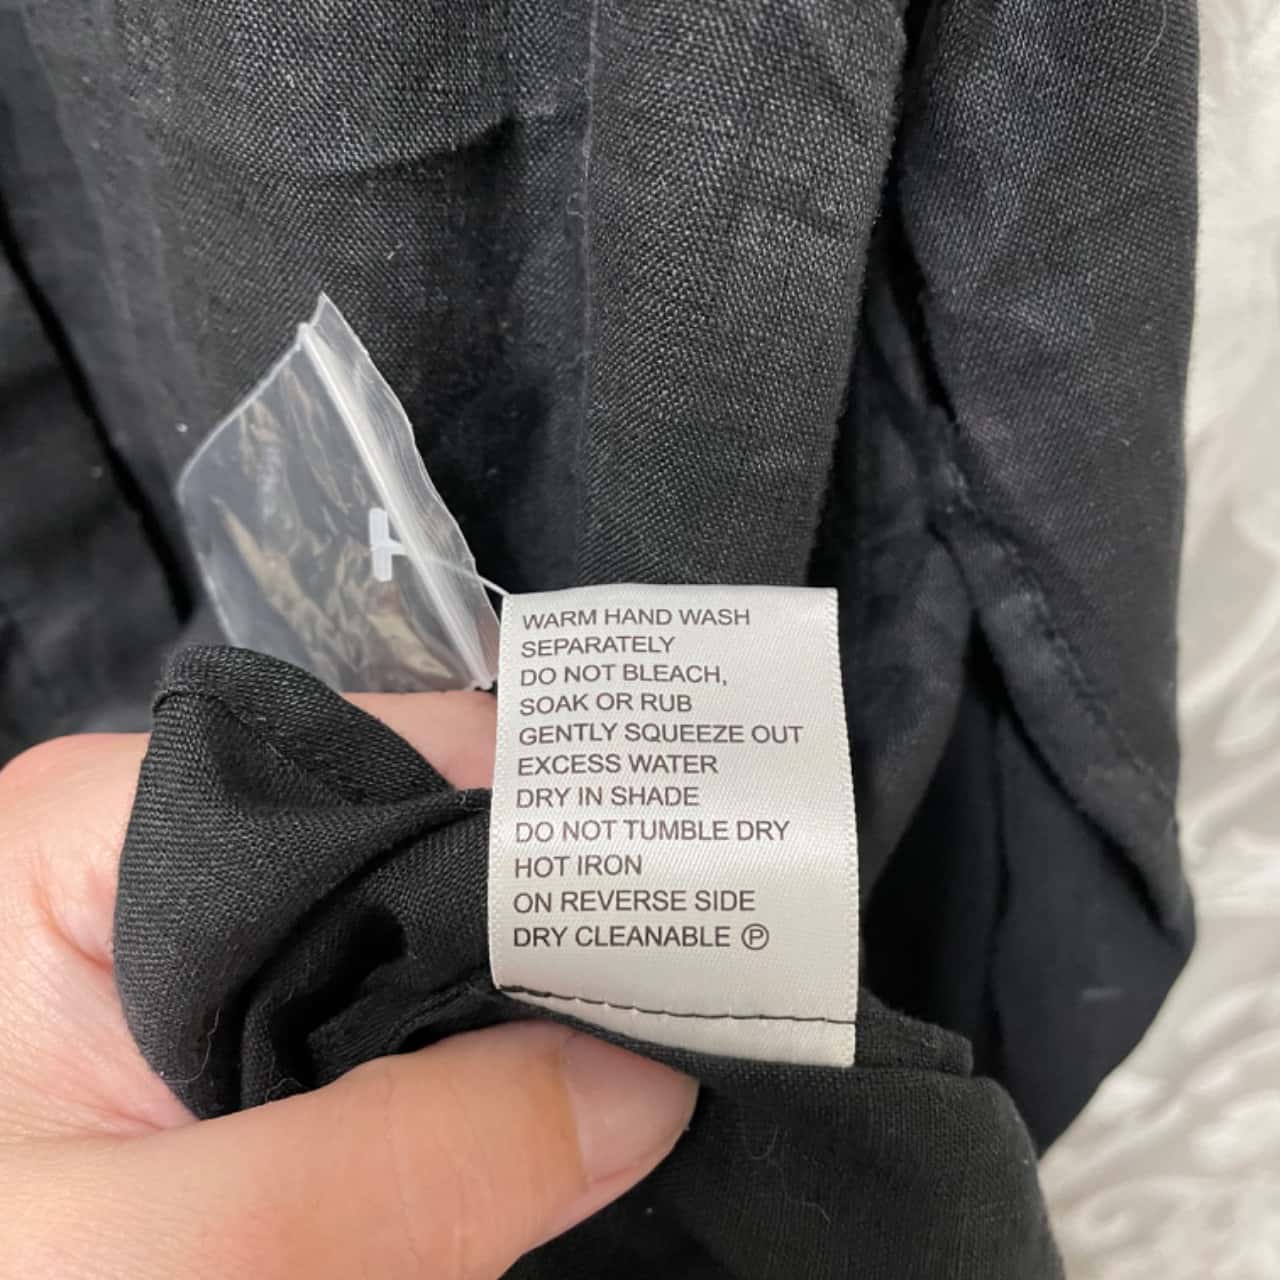 WARM HAND WASH
SEPARATELY
DO NOT BLEACH,
SOAK OR RUB
GENTLY SQUEEZE OUT
EXCESS WATER
DRY IN SHADE
DO NOT TUMBLE DRY
HOT IRON
ON REVERSE SIDE
DRY CLEANABLE Ⓟ